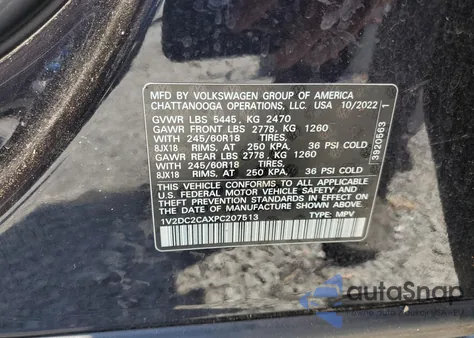 MFD BY VOLKSWAGEN GROUP OF AMERICA
CHATTANOOGA OPERATIONS, LLC. USA 10/2022
GVWR LBS 5445, KG 2470
GAWR FRONT LBS 2778, KG 1260
WITH 245/60R18 TIRES,
8JX18 RIMS, AT 250 KPA. 36 PSI COLD
GAWR REAR LBS 2778, KG 1260
WITH 245/60R18 TIRES,
8JX18 RIMS, AT 250 KPA. 36 PSI COLD
THIS VEHICLE CONFORMS TO ALL APPLICABLE
U.S. FEDERAL MOTOR VEHICLE SAFETY AND
THEFT PREVENTION STANDARDS IN EFFECT ON
THE DATE OF MANUFACTURE SHOWN ABOVE.
1V2DC2CAXPC207513 TYPE: MPV
3920563 1
autoSnap